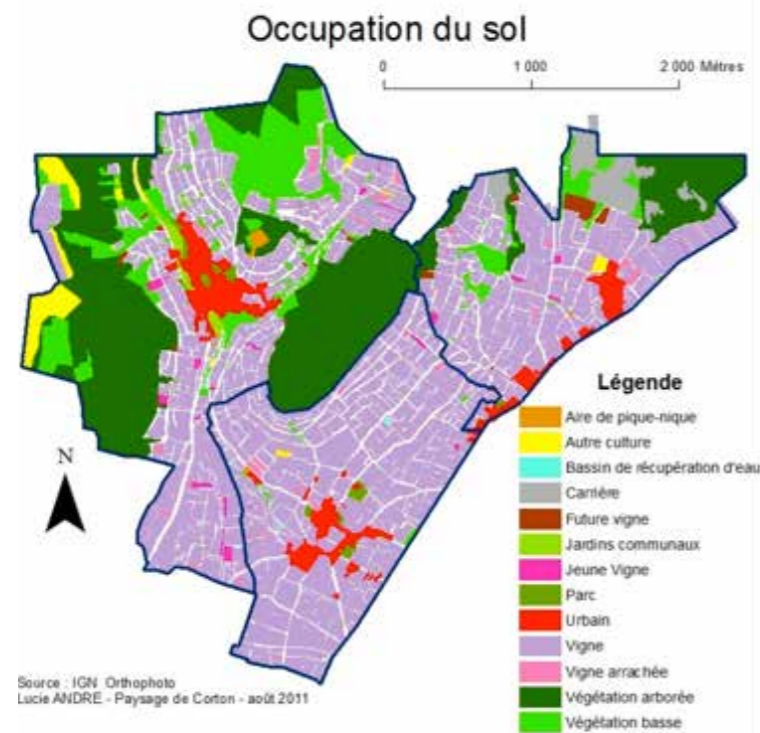 Occupation du sol
0 1 000 2 000 Mètres
N
Légende
Aire de pique-nique
Autre culture
Bassin de récupération d'eau
Carrière
Future vigne
Jardins communaux
Jeune Vigne
Parc
Urbain
Vigne
Vigne arrachée
Végétation arborée
Végétation basse
Source : IGN Orthophoto
Lucie ANDRE - Paysage de Corton - août 2011